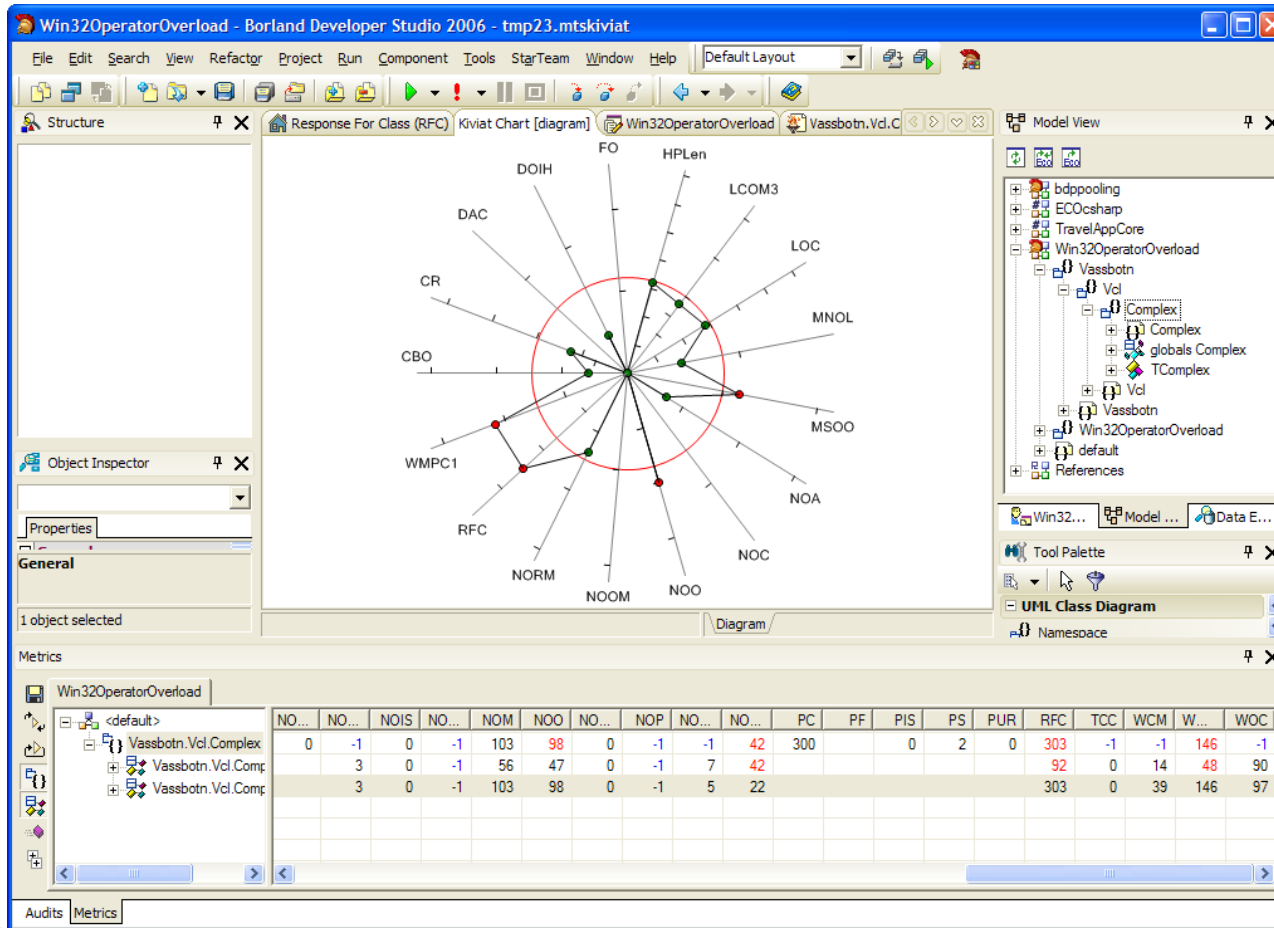 Win32OperatorOverload - Borland Developer Studio 2006 - tmp23.mtskiviat
File Edit Search View Refactor Project Run Component Tools StarTeam Window Help Default Layout
Structure
Response For Class (RFC) Kiviat Chart [diagram] Win32OperatorOverload Vassbotn.Vcl.C
Model View
FO
HPLen
DOIH
LCOM3
DAC
LOC
CR
MNOL
CBO
MSOO
WMPC1
NOA
RFC
NOC
NORM
NOO
NOOM
Diagram
bdppooling
ECOcsharp
TravelAppCore
Win32OperatorOverload
Vassbotn
Vcl
Complex
Complex
globals Complex
TComplex
Vcl
Vassbotn
Win32OperatorOverload
default
References
Win32... Model ... Data E...
Object Inspector
Properties
General
1 object selected
Tool Palette
UML Class Diagram
Namespace
Metrics
Win32OperatorOverload
<default>
Vassbotn.Vcl.Complex
Vassbotn.Vcl.Comp
Vassbotn.Vcl.Comp
NO... NO... NOIS NO... NOM NOO NO... NOP NO... NO... PC PF PIS PS PUR RFC TCC WCM W... WOC
0 -1 0 -1 103 98 0 -1 -1 42 300 0 2 0 303 -1 -1 146 -1
3 0 -1 56 47 0 -1 7 42 92 0 14 48 90
3 0 -1 103 98 0 -1 5 22 303 0 39 146 97
Audits Metrics